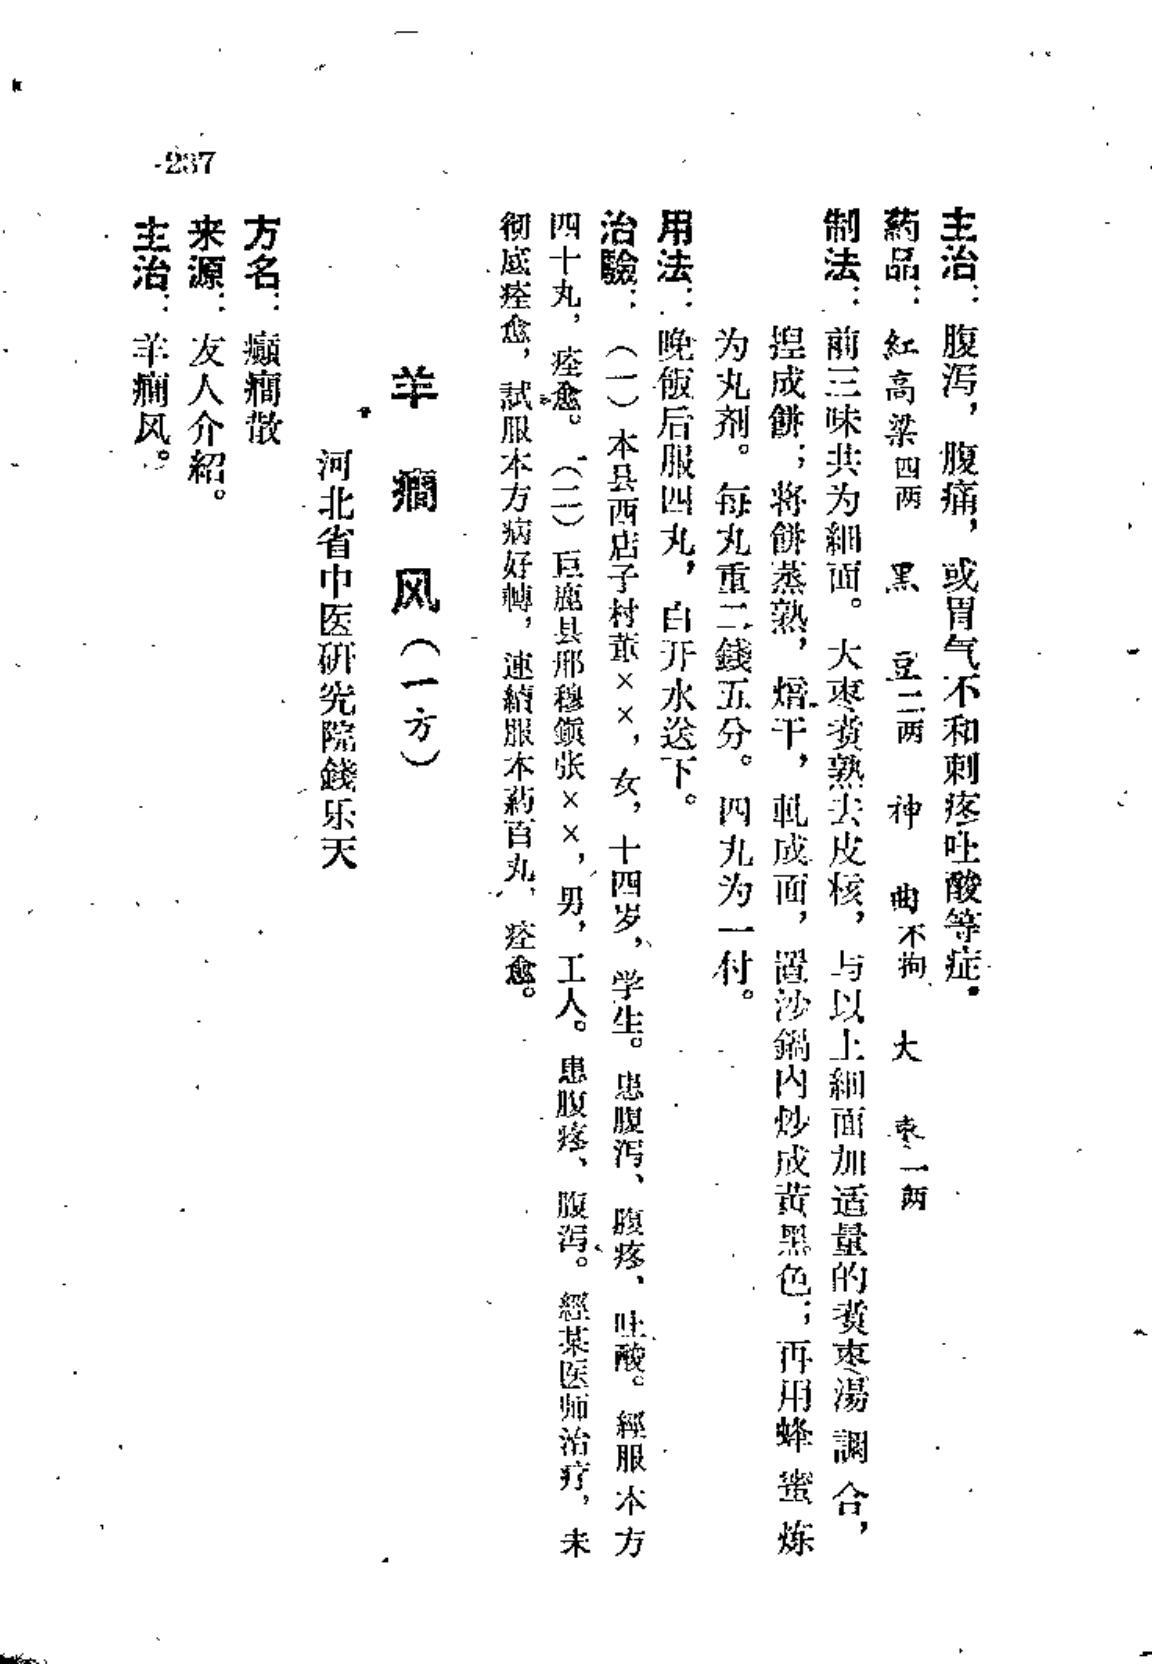 主治：腹泻，腹痛，或胃气不和刺疼吐酸等症。
药品：紅高粱四两　黑豆二两　神曲不拘　大枣一两
制法：前三味共为細面。大枣煑熟去皮核，与以上細面加适量的煑枣湯調合，
揑成餅；将餅蒸熟，焙干，軋成面，置沙鍋内炒成黃黑色；再用蜂蜜炼
为丸剂。每丸重二錢五分。四丸为一付。
用法：晚飯后服四丸，白开水送下。
治驗：（一）本县西店子村董××，女，十四岁，学生。患腹泻、腹疼、吐酸。經服本方
四十丸，痊愈。（二）巨鹿县邢穆鎭张××，男，工人。患腹疼、腹泻。經某医师治疗，未
彻底痊愈，試服本方病好轉，連續服本葯百丸，痊愈。
羊癎风（一方）
河北省中医研究院錢乐天
方名：癲癎散
来源：友人介紹。
主治：羊癎风。
237